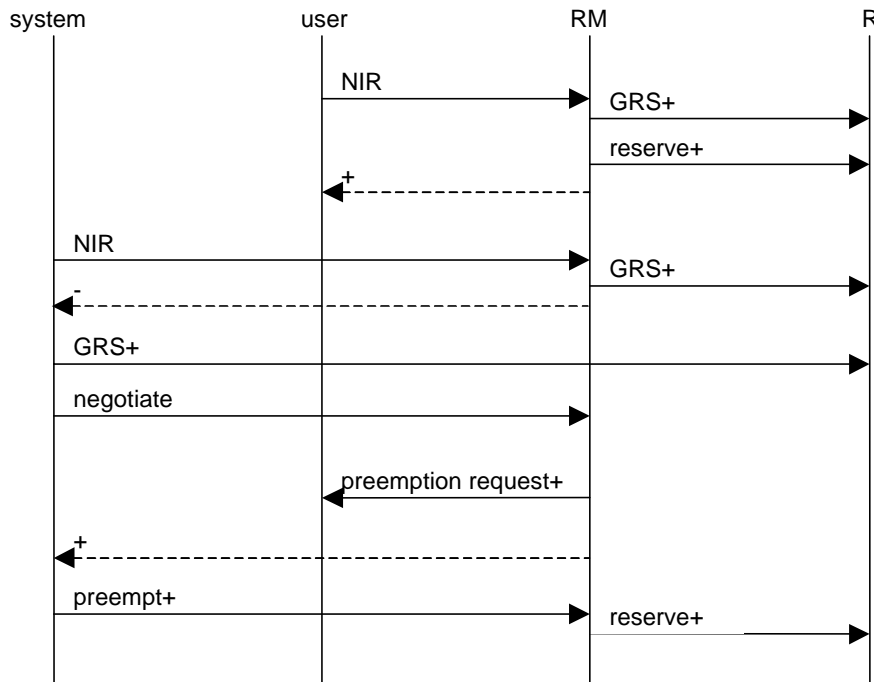 system user RM R
NIR
GRS+
reserve+
+
NIR
GRS+
-
GRS+
negotiate
preemption request+
+
preempt+
reserve+